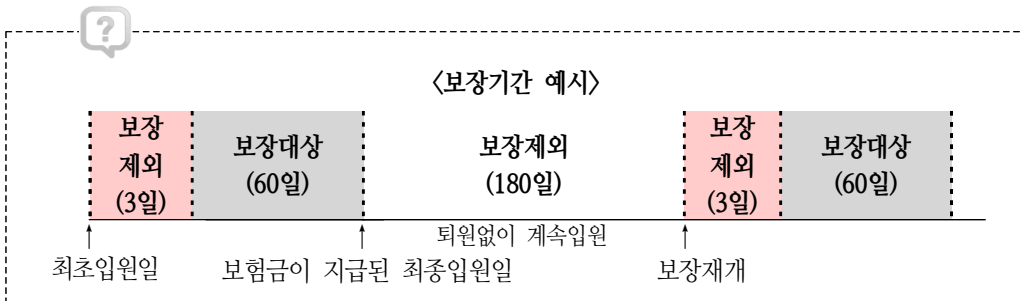 ?
〈보장기간 예시〉
보장
제외
(3일)
보장대상
(60일)
보장제외
(180일)
보장
제외
(3일)
보장대상
(60일)
퇴원없이 계속입원
최초입원일
보험금이 지급된 최종입원일
보장재개